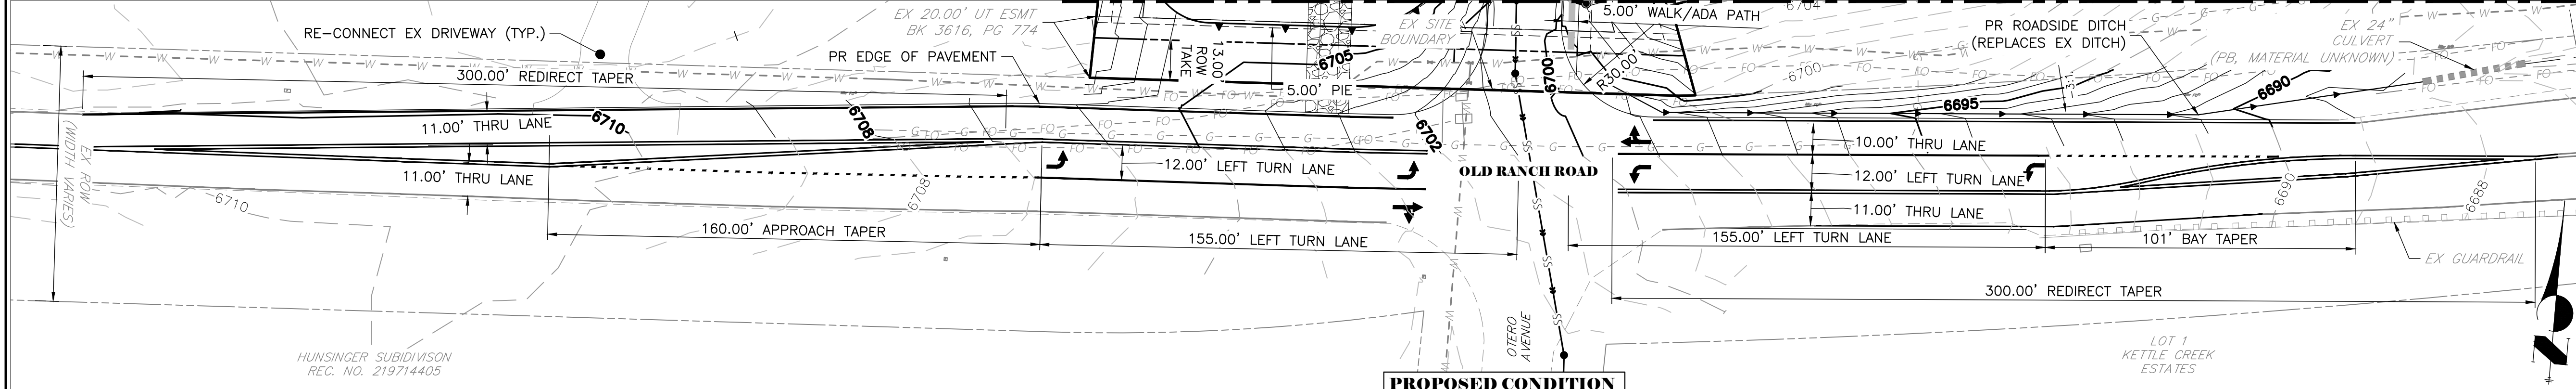 EX 20.00' UT ESMT
BK 3616, PG 774
RE-CONNECT EX DRIVEWAY (TYP.)
PR EDGE OF PAVEMENT
300.00' REDIRECT TAPER
13.00'
ROW
TAKE
EX SITE
BOUNDARY
6705
5.00' PIE
5.00' WALK/ADA PATH
6704
R30.00'
6700
6700
PR ROADSIDE DITCH
(REPLACES EX DITCH)
EX 24"
CULVERT
(PB, MATERIAL UNKNOWN)
6695
6690
3:1
EX ROW
(WIDTH VARIES)
11.00' THRU LANE
6710
6708
6702
11.00' THRU LANE
12.00' LEFT TURN LANE
OLD RANCH ROAD
10.00' THRU LANE
12.00' LEFT TURN LANE
11.00' THRU LANE
6710
6708
6690
6688
160.00' APPROACH TAPER
155.00' LEFT TURN LANE
155.00' LEFT TURN LANE
101' BAY TAPER
EX GUARDRAIL
300.00' REDIRECT TAPER
OTERO
AVENUE
HUNSINGER SUBIDIVISON
REC. NO. 219714405
LOT 1
KETTLE CREEK
ESTATES
N
PROPOSED CONDITION